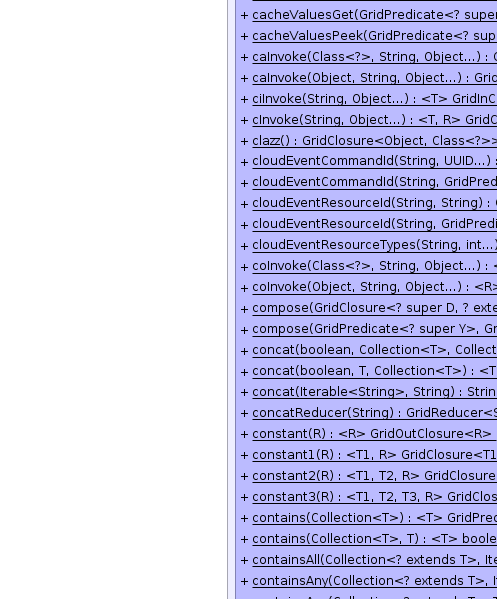 + cacheValuesGet(GridPredicate<? super
+ cacheValuesPeek(GridPredicate<? sup
+ caInvoke(Class<?>, String, Object...) :
+ caInvoke(Object, String, Object...) : Grid
+ ciInvoke(String, Object...) : <T> GridInC
+ cInvoke(String, Object...) : <T, R> GridC
+ clazz() : GridClosure<Object, Class<?>>
+ cloudEventCommandId(String, UUID...) :
+ cloudEventCommandId(String, GridPred
+ cloudEventResourceId(String, String) :
+ cloudEventResourceId(String, GridPredi
+ cloudEventResourceTypes(String, int...)
+ coInvoke(Class<?>, String, Object...) : <
+ coInvoke(Object, String, Object...) : <R>
+ compose(GridClosure<? super D, ? exte
+ compose(GridPredicate<? super Y>, Gr
+ concat(boolean, Collection<T>, Collect
+ concat(boolean, T, Collection<T>) : <T
+ concat(Iterable<String>, String) : Strin
+ concatReducer(String) : GridReducer<S
+ constant(R) : <R> GridOutClosure<R>
+ constant1(R) : <T1, R> GridClosure<T1
+ constant2(R) : <T1, T2, R> GridClosure
+ constant3(R) : <T1, T2, T3, R> GridClos
+ contains(Collection<T>) : <T> GridPred
+ contains(Collection<T>, T) : <T> boole
+ containsAll(Collection<? extends T>, Ite
+ containsAny(Collection<? extends T>, I